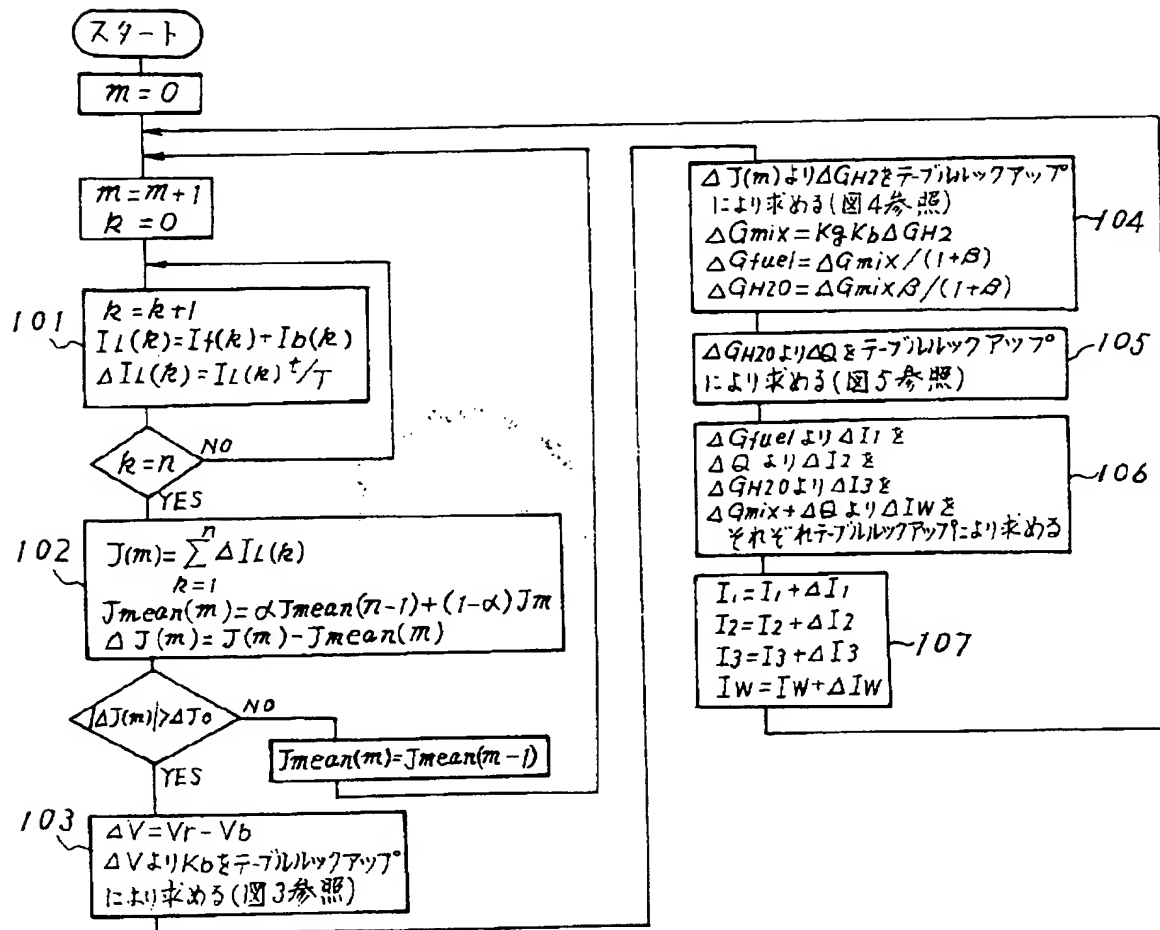 スタート
m=0
m=m+1
k=0
101
k=k+1
IL(k)=If(k)+Ib(k)
ΔIL(k)=IL(k)t/T
k=n
NO
YES
102
J(m)=∑ΔIL(k)
n
k=1
Jmean(m)=αJmean(n-1)+(1-α)Jm
ΔJ(m)=J(m)-Jmean(m)
|ΔJ(m)|>ΔJo
NO
Jmean(m)=Jmean(m-1)
YES
103
ΔV=Vr-Vb
ΔVよりKbをテーブルルックアップ
により求める(図3参照)
ΔJ(m)よりΔGH2をテーブルルックアップ
により求める(図4参照)
ΔGmix=KgKbΔGH2
ΔGfuel=ΔGmix/(1+β)
ΔGH2O=ΔGmixβ/(1+β)
104
ΔGH2OよりΔQをテーブルルックアップ
により求める(図5参照)
105
ΔGfuelよりΔI1を
ΔQよりΔI2を
ΔGH2OよりΔI3を
ΔGmix+ΔQよりΔIWを
それぞれテーブルルックアップにより求める
106
I1=I1+ΔI1
I2=I2+ΔI2
I3=I3+ΔI3
IW=IW+ΔIW
107